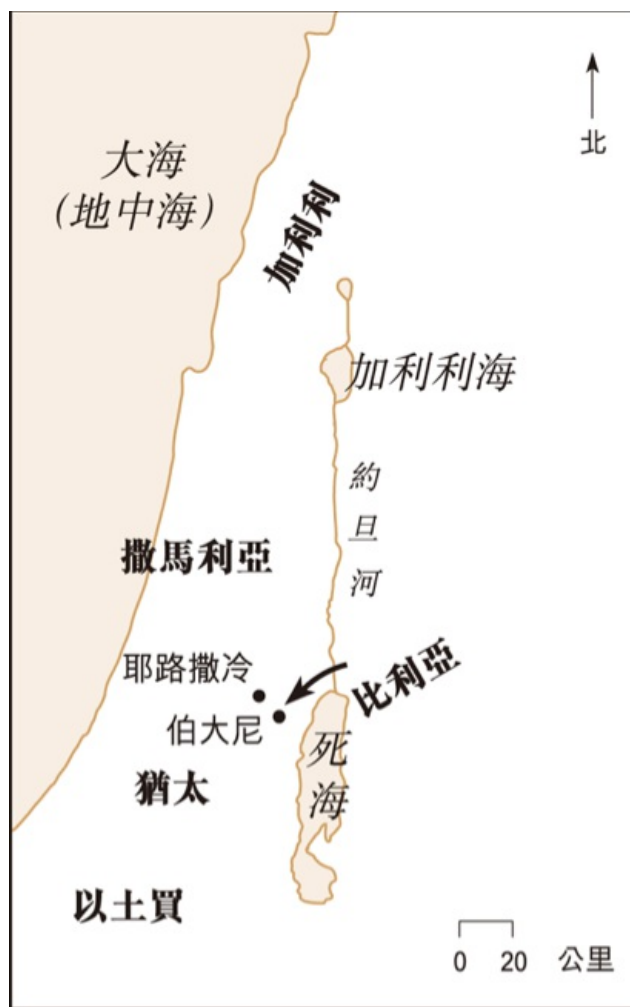 大海
(地中海)
北
加利利
加利利海
約旦河
撒馬利亞
耶路撒冷
比利亞
伯大尼
死海
猶太
以土買
0 20 公里